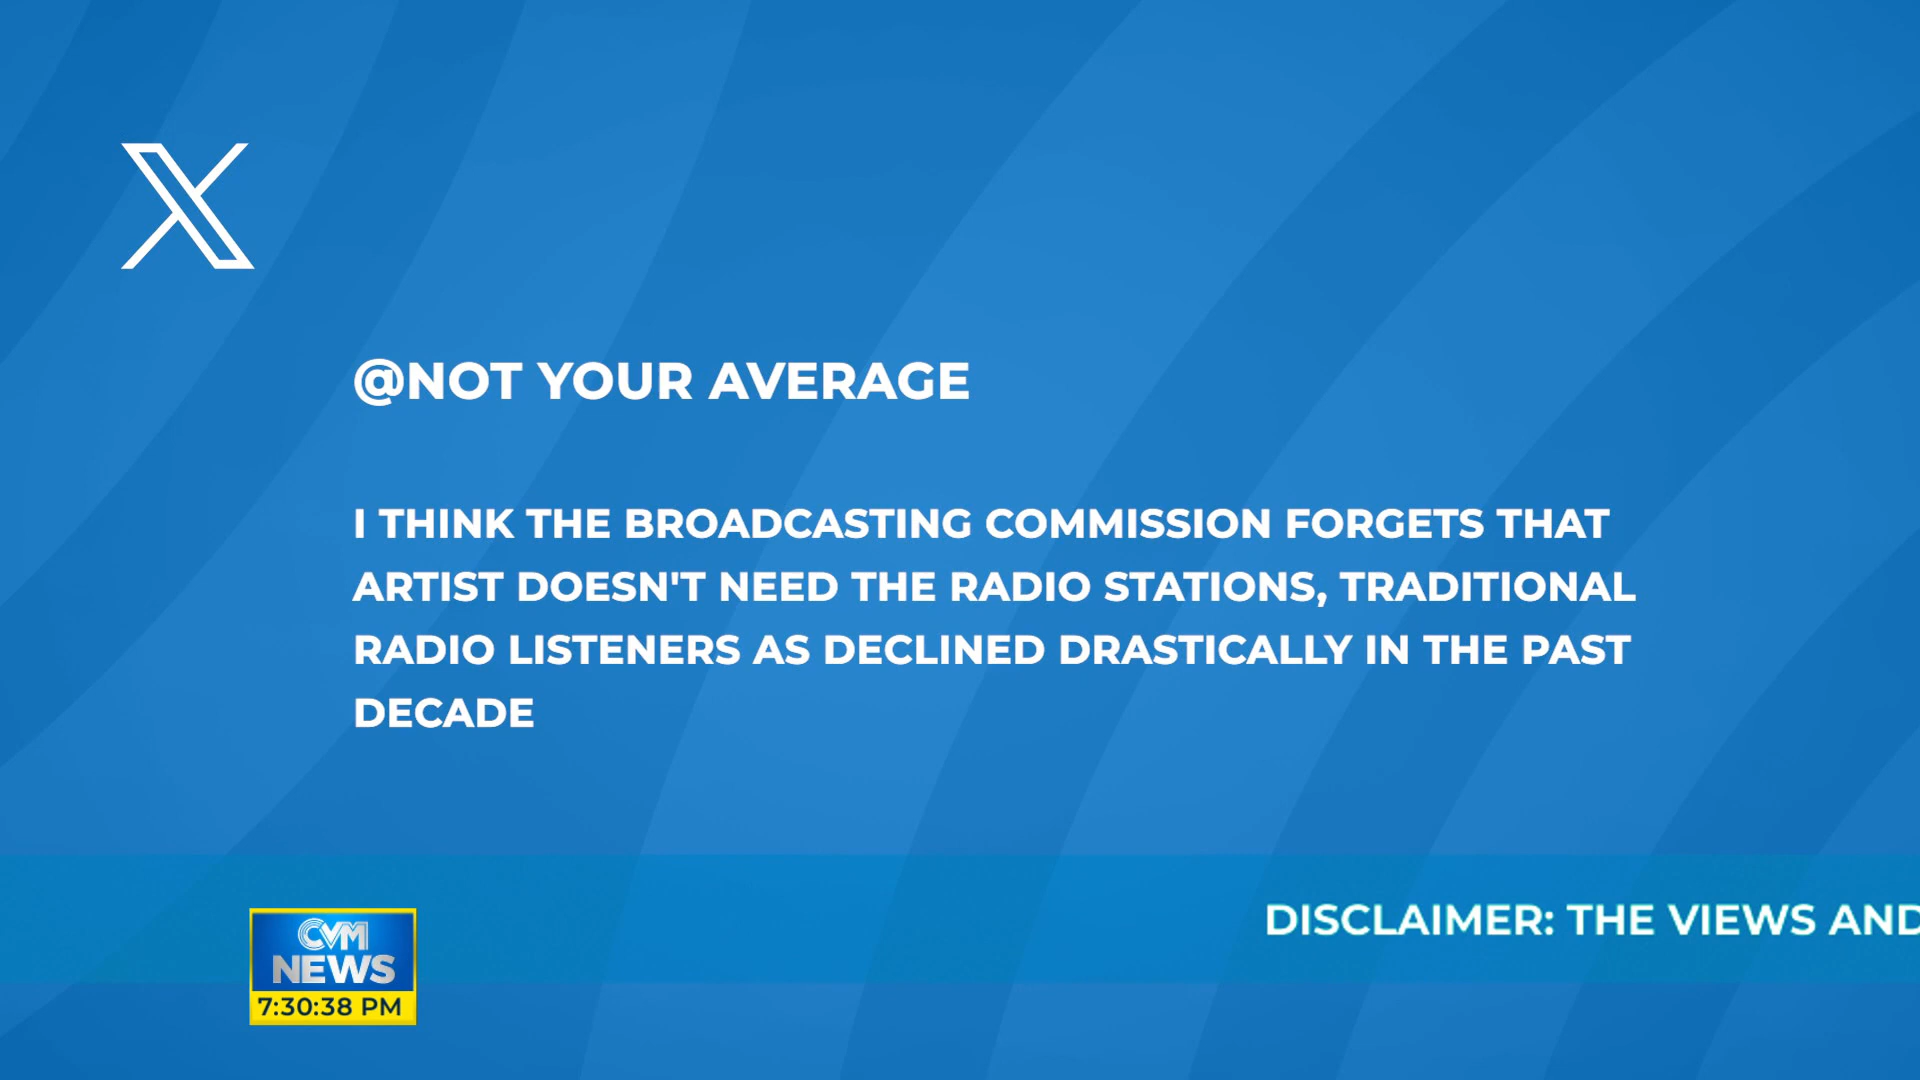 @NOT YOUR AVERAGE
I THINK THE BROADCASTING COMMISSION FORGETS THAT
ARTIST DOESN'T NEED THE RADIO STATIONS, TRADITIONAL
RADIO LISTENERS AS DECLINED DRASTICALLY IN THE PAST
DECADE
DISCLAIMER: THE VIEWS AND
CVM
NEWS
7:30:38 PM